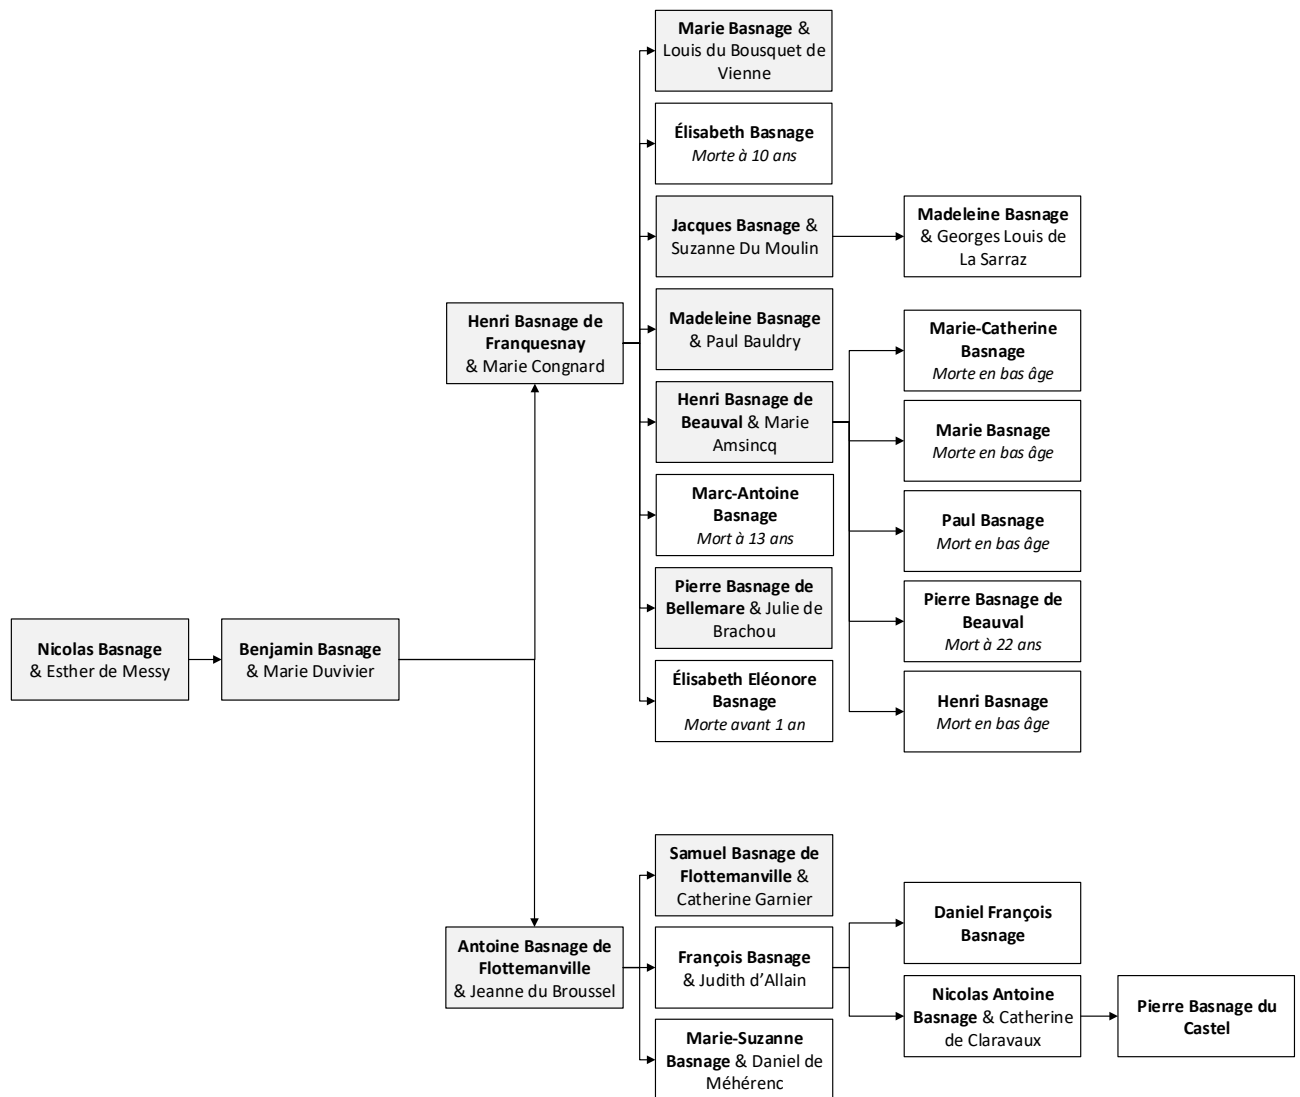 Marie Basnage &
Louis du Bousquet de
Vienne
Élisabeth Basnage
Morte à 10 ans
Jacques Basnage &
Suzanne Du Moulin
Madeleine Basnage
& Georges Louis de
La Sarraz
Henri Basnage de
Franquesnay
& Marie Congnard
Madeleine Basnage
& Paul Bauldry
Marie-Catherine
Basnage
Morte en bas âge
Henri Basnage de
Beauval & Marie
Amsincq
Marie Basnage
Morte en bas âge
Marc-Antoine
Basnage
Mort à 13 ans
Paul Basnage
Mort en bas âge
Pierre Basnage de
Bellemare & Julie de
Brachou
Pierre Basnage de
Beauval
Mort à 22 ans
Nicolas Basnage
& Esther de Messy
Benjamin Basnage
& Marie Duvivier
Élisabeth Eléonore
Basnage
Morte avant 1 an
Henri Basnage
Mort en bas âge
Samuel Basnage de
Flottemanville &
Catherine Garnier
Daniel François
Basnage
Antoine Basnage de
Flottemanville
& Jeanne du Broussel
François Basnage
& Judith d’Allain
Nicolas Antoine
Basnage & Catherine
de Claravaux
Pierre Basnage du
Castel
Marie-Suzanne
Basnage & Daniel de
Méhérenc